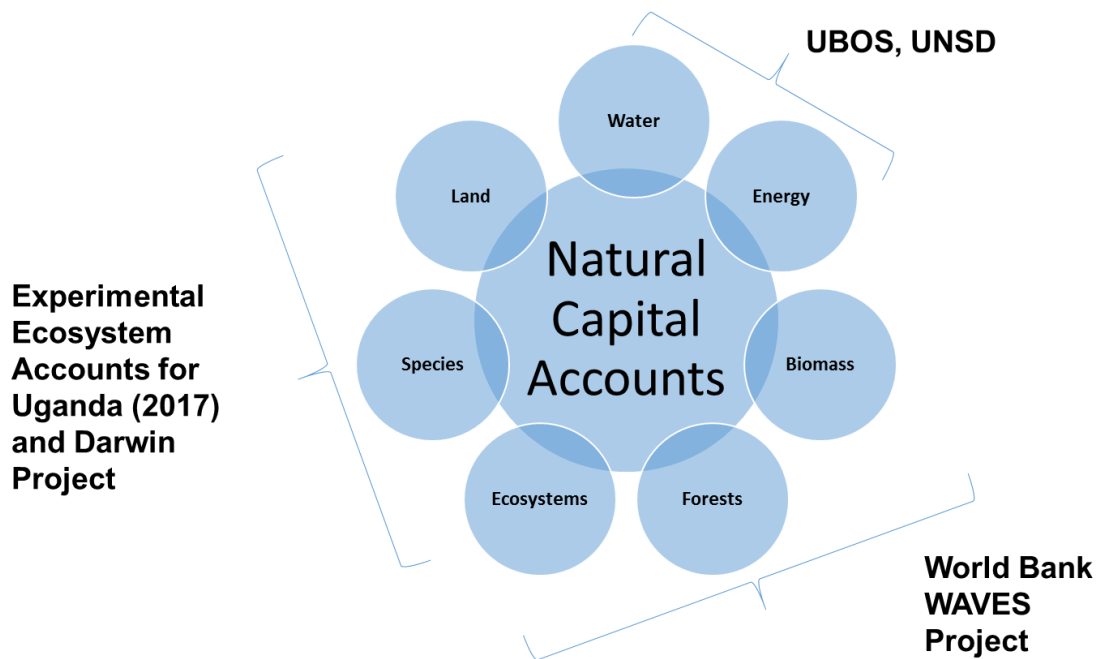 UBOS, UNSD
Water
Land
Energy
Natural
Capital
Accounts
Experimental
Ecosystem
Accounts for
Uganda (2017)
and Darwin
Project
Species
Biomass
Ecosystems
Forests
World Bank
WAVES
Project